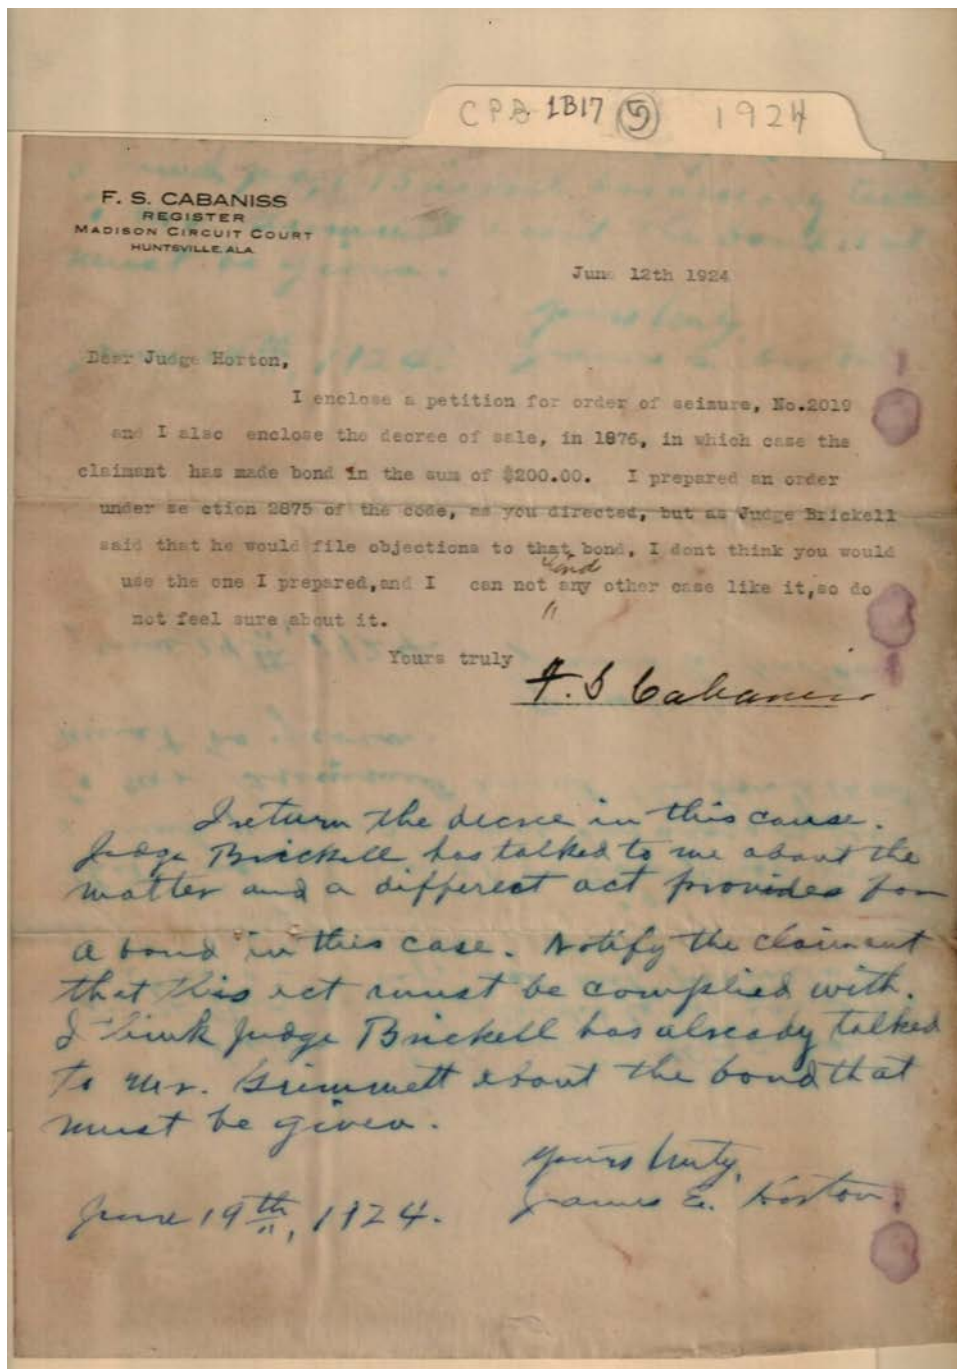 CPB 1B17 5 1924
F. S. CABANISS
REGISTER
MADISON CIRCUIT COURT
HUNTSVILLE, ALA.
June 12th 1924
Dear Judge Horton,
I enclose a petition for order of seizure, No.2019
and I also enclose the decree of sale, in 1876, in which case the
claimant has made bond in the sum of $200.00. I prepared an order
under se ction 2875 of the code, as you directed, but as Judge Brickell
said that he would file objections to that bond, I dont think you would
find
use the one I prepared,and I can not any other case like it,so do
not feel sure about it.
Yours truly
F. S Cabaniss
I return the decree in this cause.
Judge Brickell has talked to me about the
matter and a different act provides for
a bond in this case. Notify the claimant
that this act must be complied with.
I think Judge Brickell has already talked
to Mr. Grimmett about the bond that
must be given.
Yours truly,
James E. Horton.
June 19th, 1924.